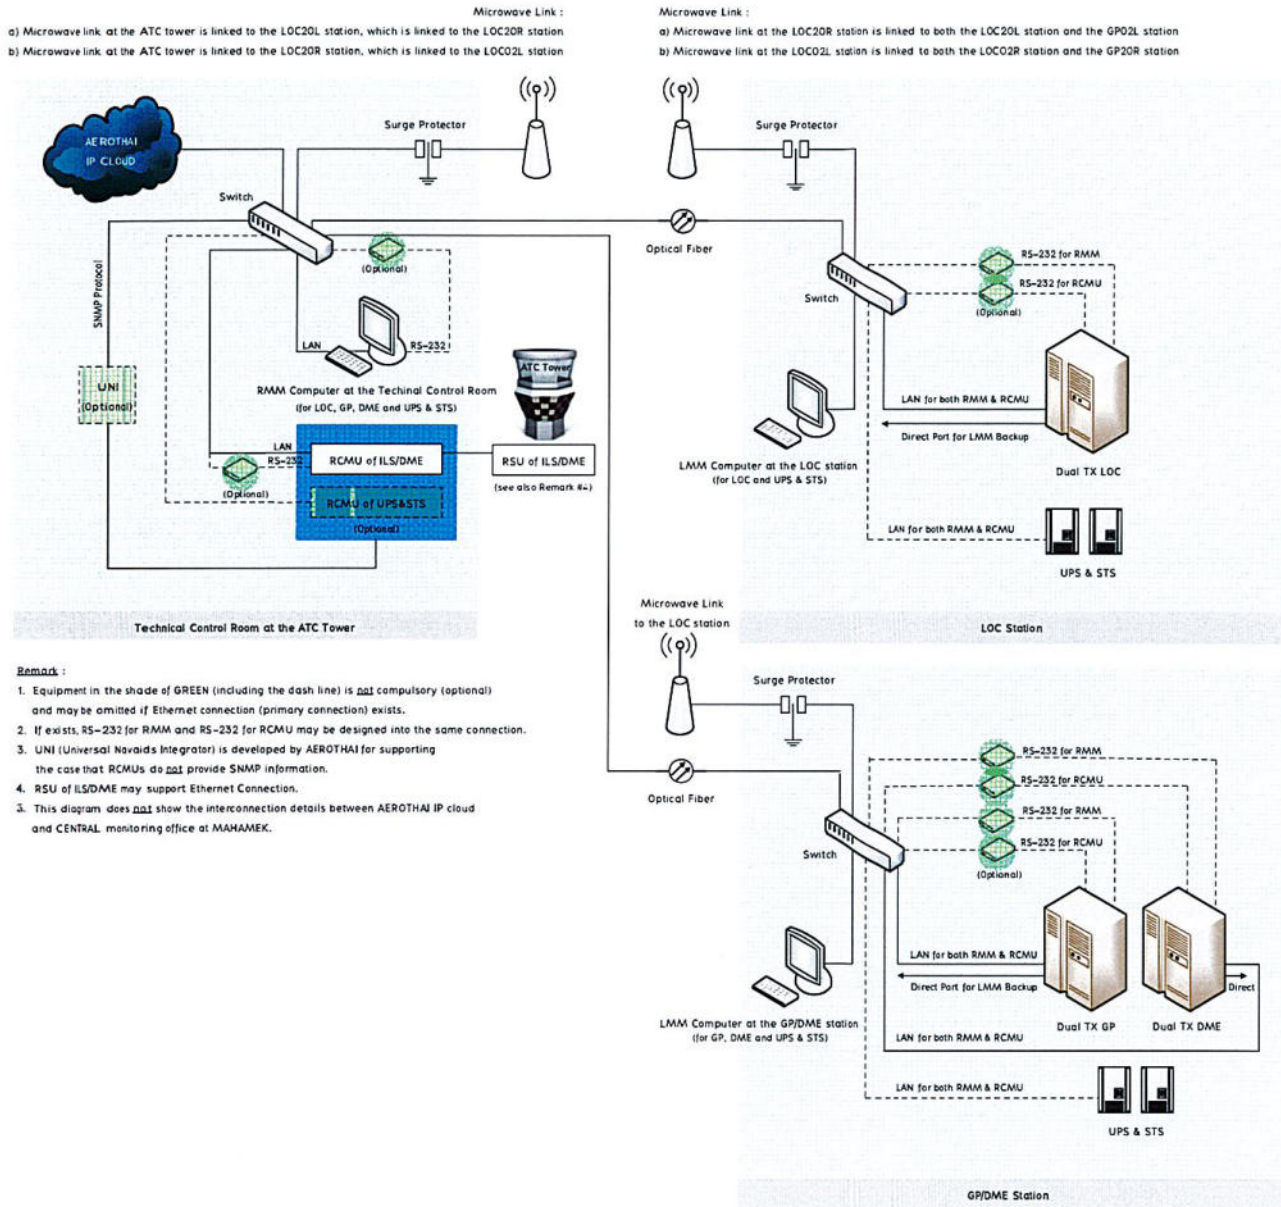 Microwave Link :
a) Microwave link at the ATC tower is linked to the LOC20L station, which is linked to the LOC20R station
b) Microwave link at the ATC tower is linked to the LOC20R station, which is linked to the LOC02L station
Microwave Link :
a) Microwave link at the LOC20R station is linked to both the LOC20L station and the GP02L station
b) Microwave link at the LOC02L station is linked to both the LOC02R station and the GP20R station
AEROTHAI
IP CLOUD
Surge Protector
Switch
(Optional)
SNMP Protocol
UNI
(Optional)
LAN
RS-232
RMM Computer at the Techinal Control Room
(for LOC, GP, DME and UPS & STS)
ATC Tower
LAN
RS-232
(Optional)
RCMU of ILS/DME
RSU of ILS/DME
(see also Remark #4)
RCMU of UPS&STS
(Optional)
Technical Control Room at the ATC Tower
Optical Fiber
Surge Protector
Switch
RS-232 for RMM
RS-232 for RCMU
(Optional)
LAN for both RMM & RCMU
Direct Port for LMM Backup
Dual TX LOC
LMM Computer at the LOC station
(for LOC and UPS & STS)
LAN for both RMM & RCMU
UPS & STS
LOC Station
Remark :
1. Equipment in the shade of GREEN (including the dash line) is not compulsory (optional)
and may be omitted if Ethernet connection (primary connection) exists.
2. If exists, RS-232 for RMM and RS-232 for RCMU may be designed into the same connection.
3. UNI (Universal Navaids Integrator) is developed by AEROTHAI for supporting
the case that RCMUs do not provide SNMP information.
4. RSU of ILS/DME may support Ethernet Connection.
3. This diagram does not show the interconnection details between AEROTHAI IP cloud
and CENTRAL monitoring office at MAHAMEK.
Microwave Link
to the LOC station
Surge Protector
Optical Fiber
Switch
RS-232 for RMM
RS-232 for RCMU
RS-232 for RMM
RS-232 for RCMU
(Optional)
LAN for both RMM & RCMU
Direct Port for LMM Backup
Direct
Dual TX GP
Dual TX DME
LMM Computer at the GP/DME station
(for GP, DME and UPS & STS)
LAN for both RMM & RCMU
LAN for both RMM & RCMU
UPS & STS
GP/DME Station